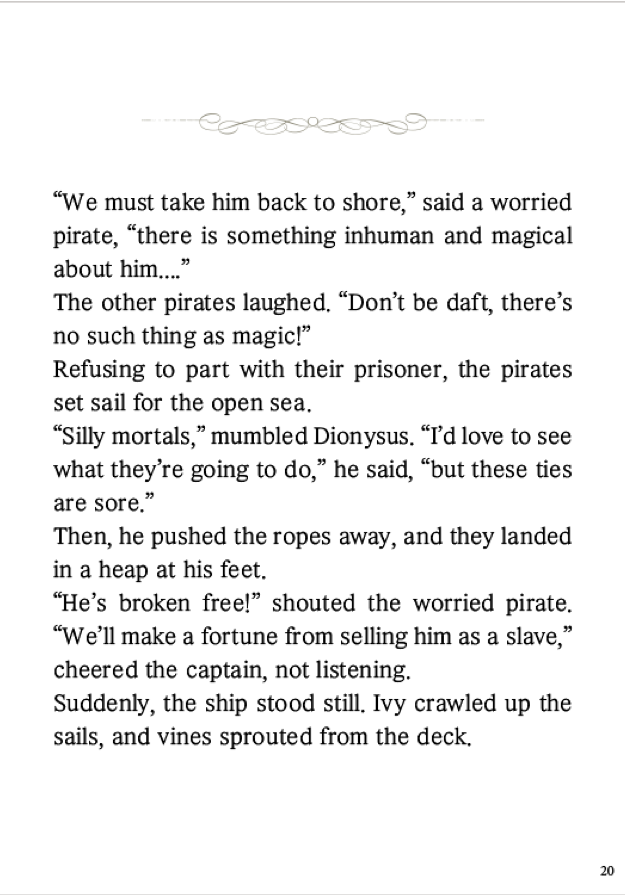 “We must take him back to shore,” said a worried
pirate, “there is something inhuman and magical
about him....”
The other pirates laughed. “Don’t be daft, there’s
no such thing as magic!”
Refusing to part with their prisoner, the pirates
set sail for the open sea.
“Silly mortals,” mumbled Dionysus. “I’d love to see
what they’re going to do,” he said, “but these ties
are sore.”
Then, he pushed the ropes away, and they landed
in a heap at his feet.
“He’s broken free!” shouted the worried pirate.
“We’ll make a fortune from selling him as a slave,”
cheered the captain, not listening.
Suddenly, the ship stood still. Ivy crawled up the
sails, and vines sprouted from the deck.
20